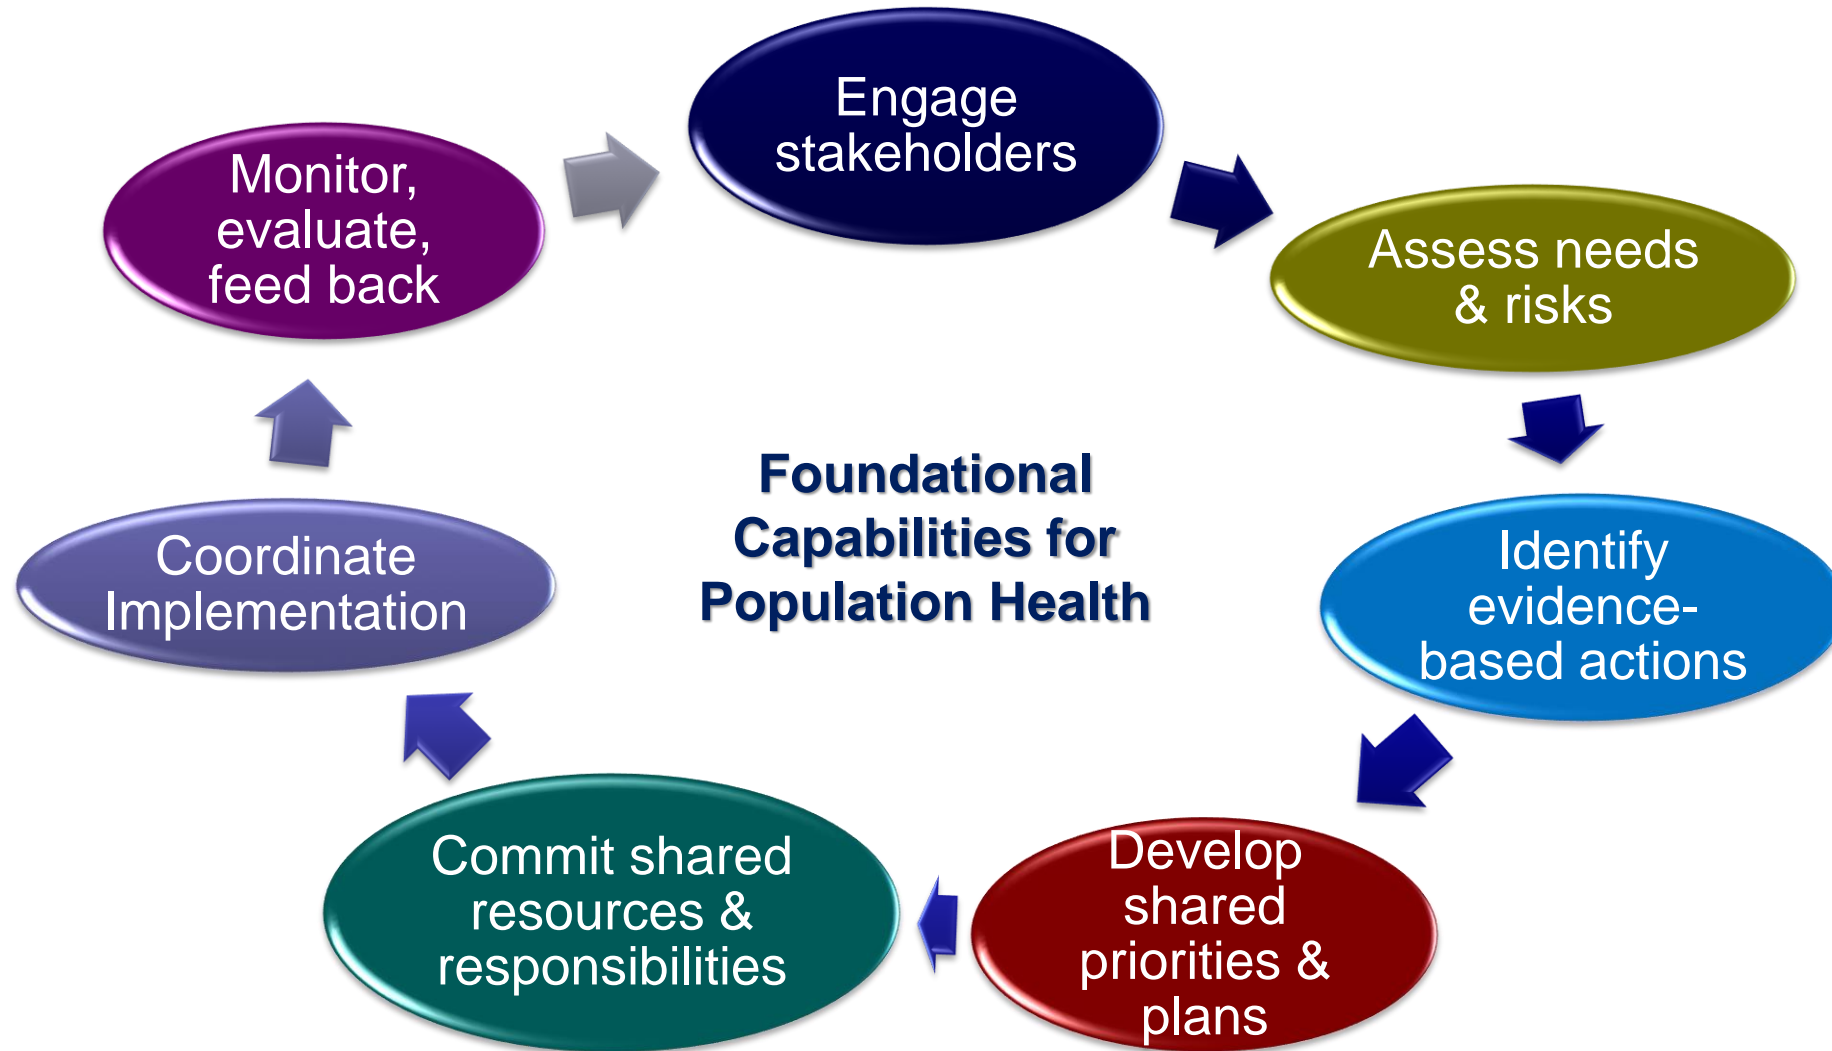 Engage
stakeholders
Assess needs
& risks
Identify
evidence-
based actions
Develop
shared
priorities &
plans
Commit shared
resources &
responsibilities
Coordinate
Implementation
Monitor,
evaluate,
feed back
Foundational
Capabilities for
Population Health